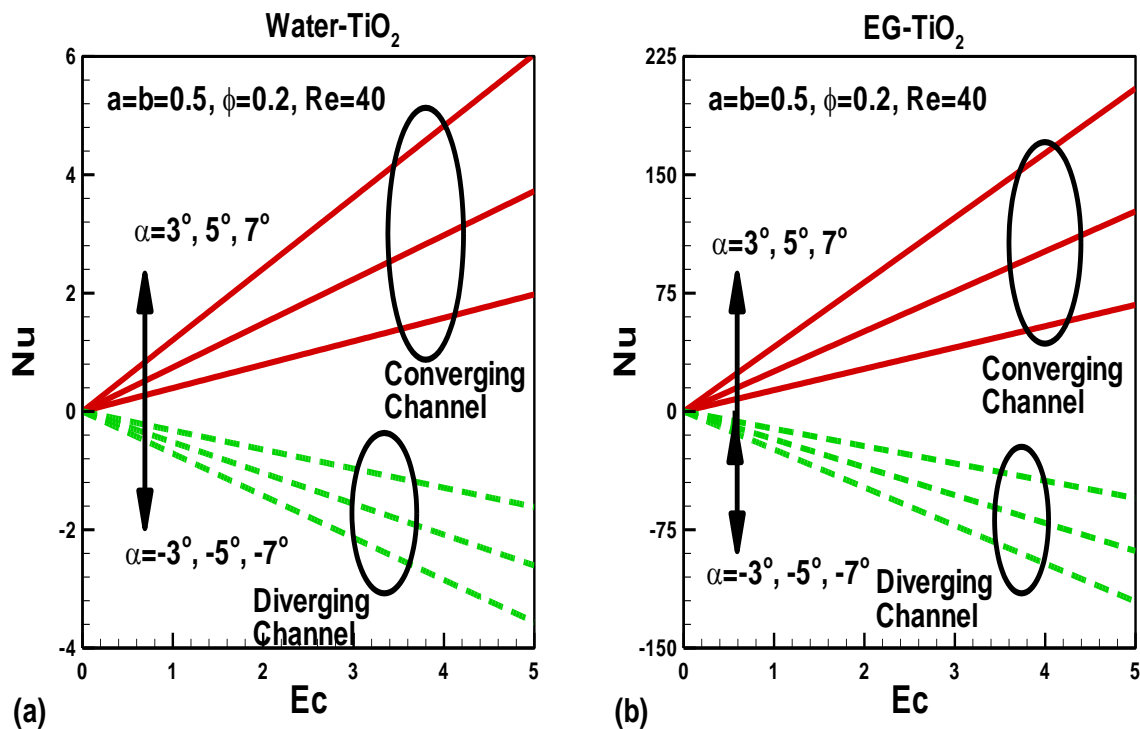 Water-TiO₂
6
a=b=0.5, ϕ=0.2, Re=40
4
α=3°, 5°, 7°
2
Nu
Converging
Channel
0
-2
α=-3°, -5°, -7°
Diverging
Channel
-4
0 1 2 3 4 5
(a)
Ec
EG-TiO₂
225
a=b=0.5, ϕ=0.2, Re=40
150
α=3°, 5°, 7°
75
Nu
Converging
Channel
0
-75
α=-3°, -5°, -7°
Diverging
Channel
-150
0 1 2 3 4 5
(b)
Ec